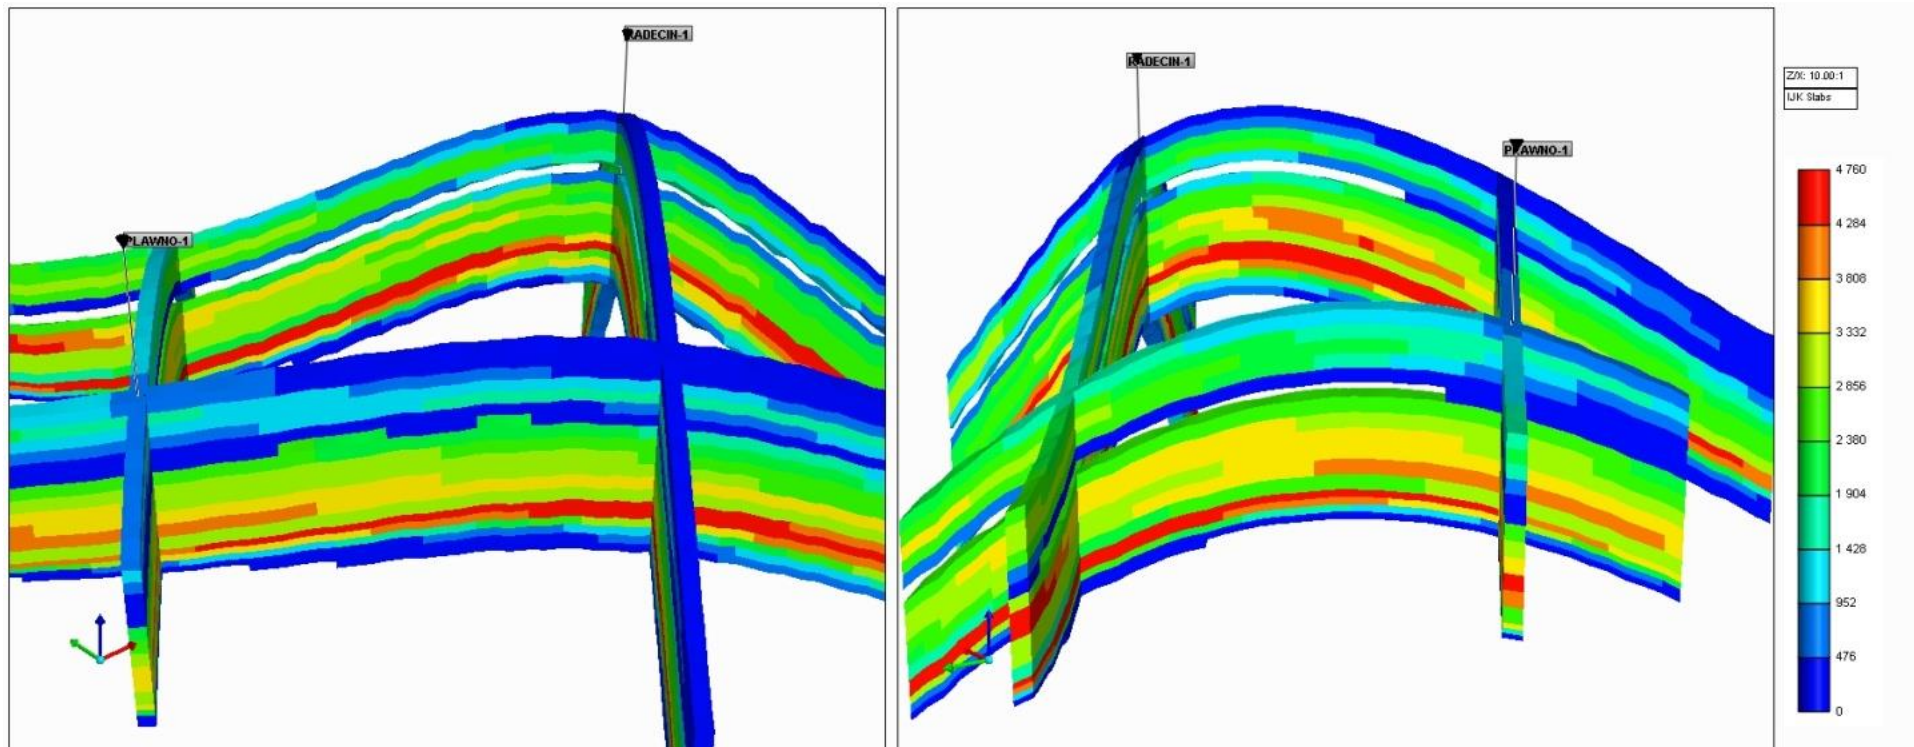 RADECIN-1
PLAWNO-1
RADECIN-1
PLAWNO-1
Z/X: 10.00:1
IJK Slabs
4 760
4 284
3 808
3 332
2 856
2 380
1 904
1 428
952
476
0